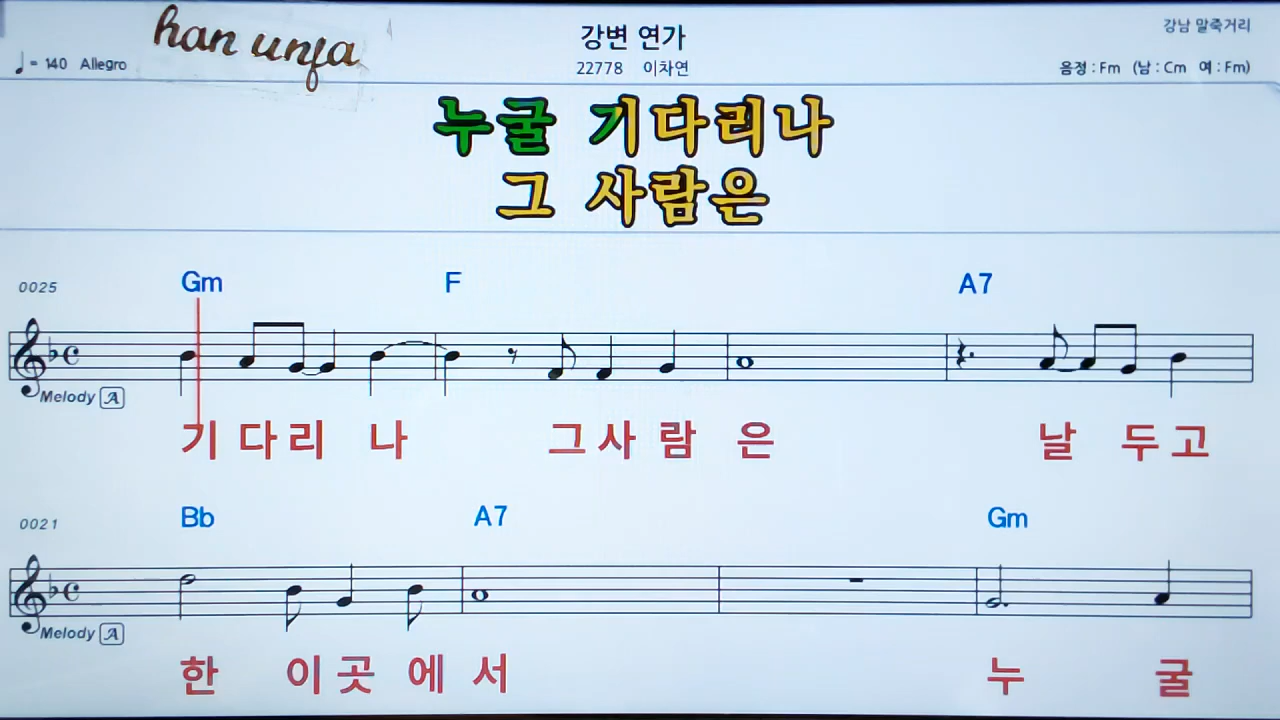 han unja
강변 연가
강남 말죽거리
♩= 140 Allegro
22778 이차연
음정 : Fm (남 : Cm 여 : Fm)
누굴 기다리나
그 사람은
0025
Gm F A7
Melody A
기 다 리 나 그 사 람 은 날 두 고
0021
Bb A7 Gm
Melody A
한 이 곳 에 서 누 굴